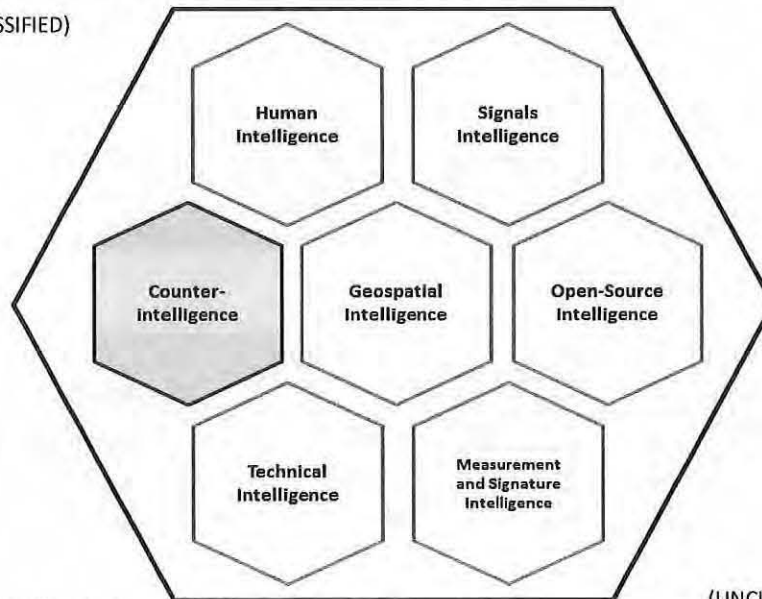 SSIFIED)
Human
Intelligence
Signals
Intelligence
Counter-
intelligence
Geospatial
Intelligence
Open-Source
Intelligence
Technical
Intelligence
Measurement
and Signature
Intelligence
(UNCL